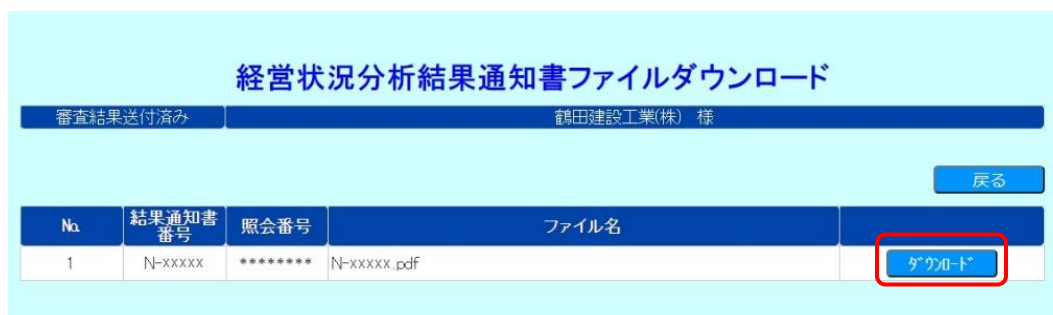 経営状況分析結果通知書ファイルダウンロード
審査結果送付済み 鶴田建設工業(株) 様
戻る
No. 結果通知書番号 照会番号 ファイル名
1 N-xxxxx ******** N-xxxxx.pdf ﾀﾞｳﾝﾛｰﾄﾞ